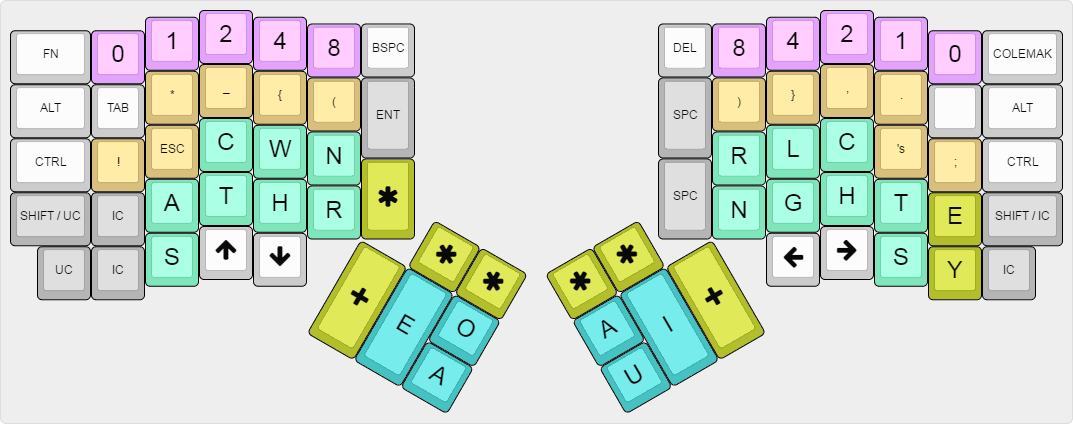 FN 0 1 2 4 8 BSPC DEL 8 4 2 1 0 COLEMAK
ALT TAB * – { ( ENT SPC ) } , . ALT
CTRL ! ESC C W N * SPC R L C 's ; CTRL
SHIFT / UC IC A T H R N G H T E SHIFT / IC
UC IC S ↑ ↓ ← → S Y IC
* * * *
+ E O A I +
A U